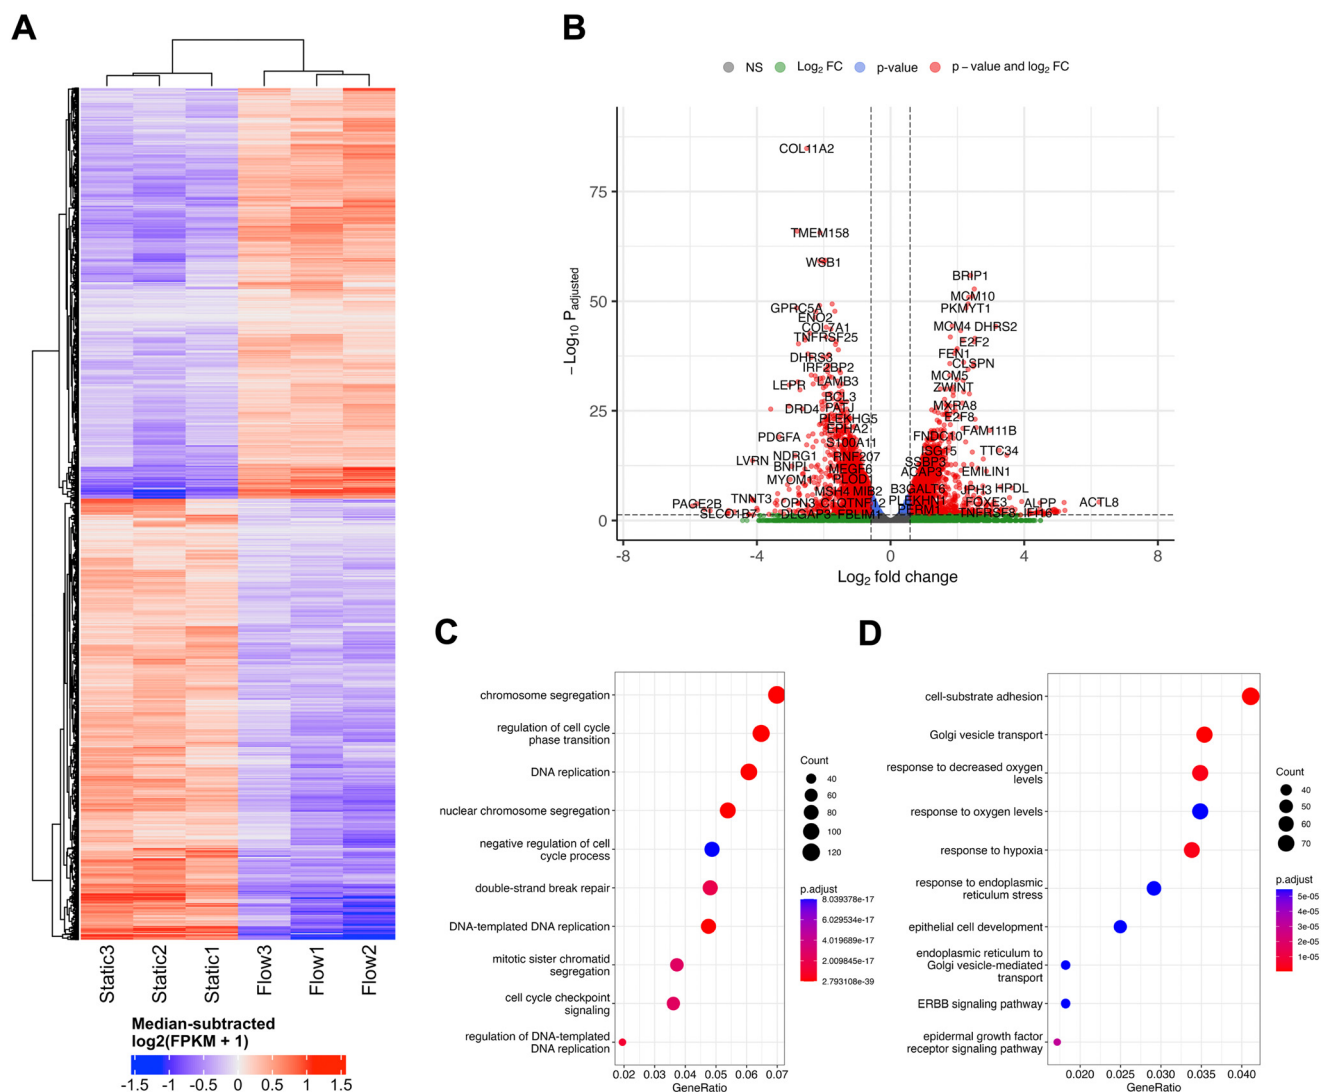 A
Static3
Static2
Static1
Flow3
Flow1
Flow2
Median-subtracted
log2(FPKM + 1)
-1.5 -1 -0.5 0 0.5 1 1.5
B
NS Log2 FC p-value p − value and log2 FC
− Log10 Padjusted
75
50
25
0
COL11A2
TMEM158
WSB1
BRIP1
MCM10
GPRC5A
PKMYT1
ENO2
COL7A1
MCM4 DHRS2
TNFRSF25
E2F2
DHRS3
FEN1
IRF2BP2
CLSPN
LAMB3
MCM5
LEPR
ZWINT
BCL3
DRD4
PATJ
MXRA8
PLEKHG5
E2F8
EPHA2
FAM111B
PDGFA
FNDC10
S100A11
NDRG1
RNF207
ISG15
TTC34
LVRN
BNIPL
SSBP3
MEGF6
AGAP3
EMILIN1
MYOM1
PLOD1
MSH4 MIB2
B3GALT6
JPH3 HPDL
TNNT3
PAGE2B
OPRN3
C1QTNF12
PLEKHN1
FOXE3
ALPP
ACTL8
DLGAP3
FBLIM1
PERM1
TNFRSF8
IFI16
-8 -4 0 4 8
Log2 fold change
C
chromosome segregation
regulation of cell cycle
phase transition
DNA replication
nuclear chromosome segregation
negative regulation of cell
cycle process
double-strand break repair
DNA-templated DNA replication
mitotic sister chromatid
segregation
cell cycle checkpoint
signaling
regulation of DNA-templated
DNA replication
0.02 0.03 0.04 0.05 0.06 0.07
GeneRatio
Count
40
60
80
100
120
p.adjust
8.039378e-17
6.029534e-17
4.019689e-17
2.009845e-17
2.793108e-39
D
cell-substrate adhesion
Golgi vesicle transport
response to decreased oxygen
levels
response to oxygen levels
response to hypoxia
response to endoplasmic
reticulum stress
epithelial cell development
endoplasmic reticulum to
Golgi vesicle-mediated
transport
ERBB signaling pathway
epidermal growth factor
receptor signaling pathway
0.020 0.025 0.030 0.035 0.040
GeneRatio
Count
40
50
60
70
p.adjust
5e-05
4e-05
3e-05
2e-05
1e-05